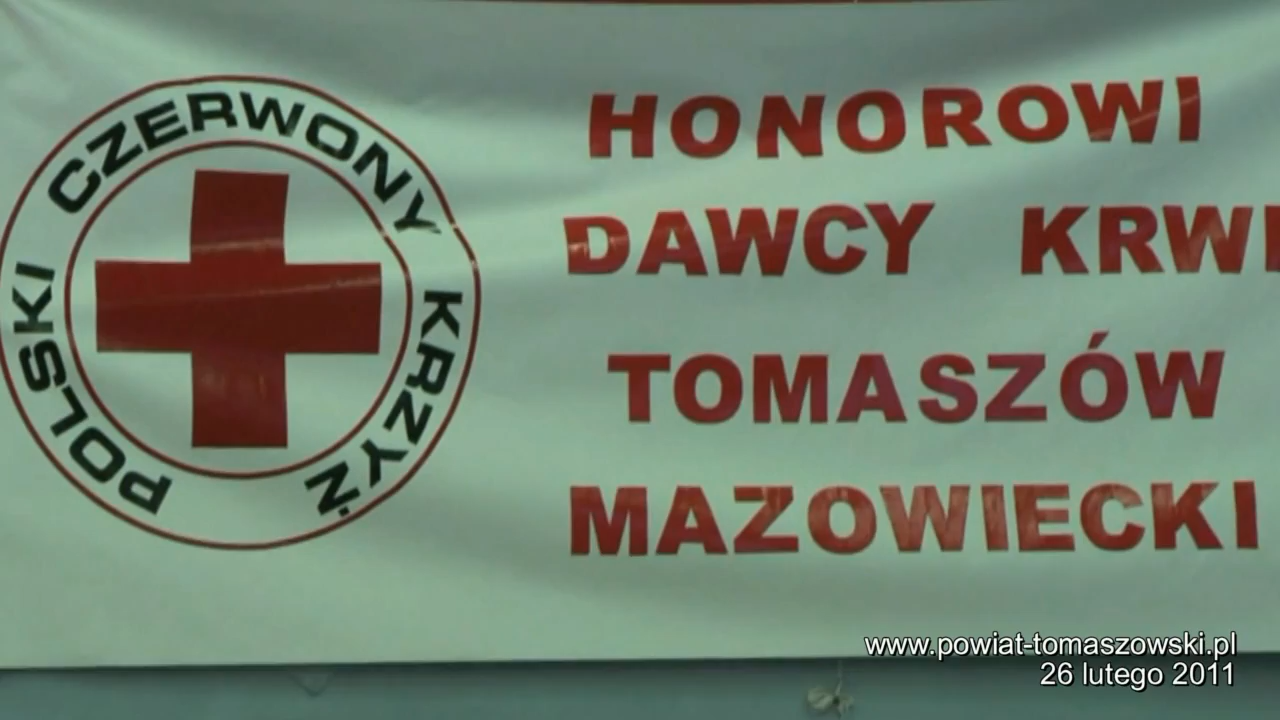 POLSKI CZERWONY KRZYŻ
HONOROWI
DAWCY KRWI
TOMASZÓW
MAZOWIECKI
www.powiat-tomaszowski.pl
26 lutego 2011